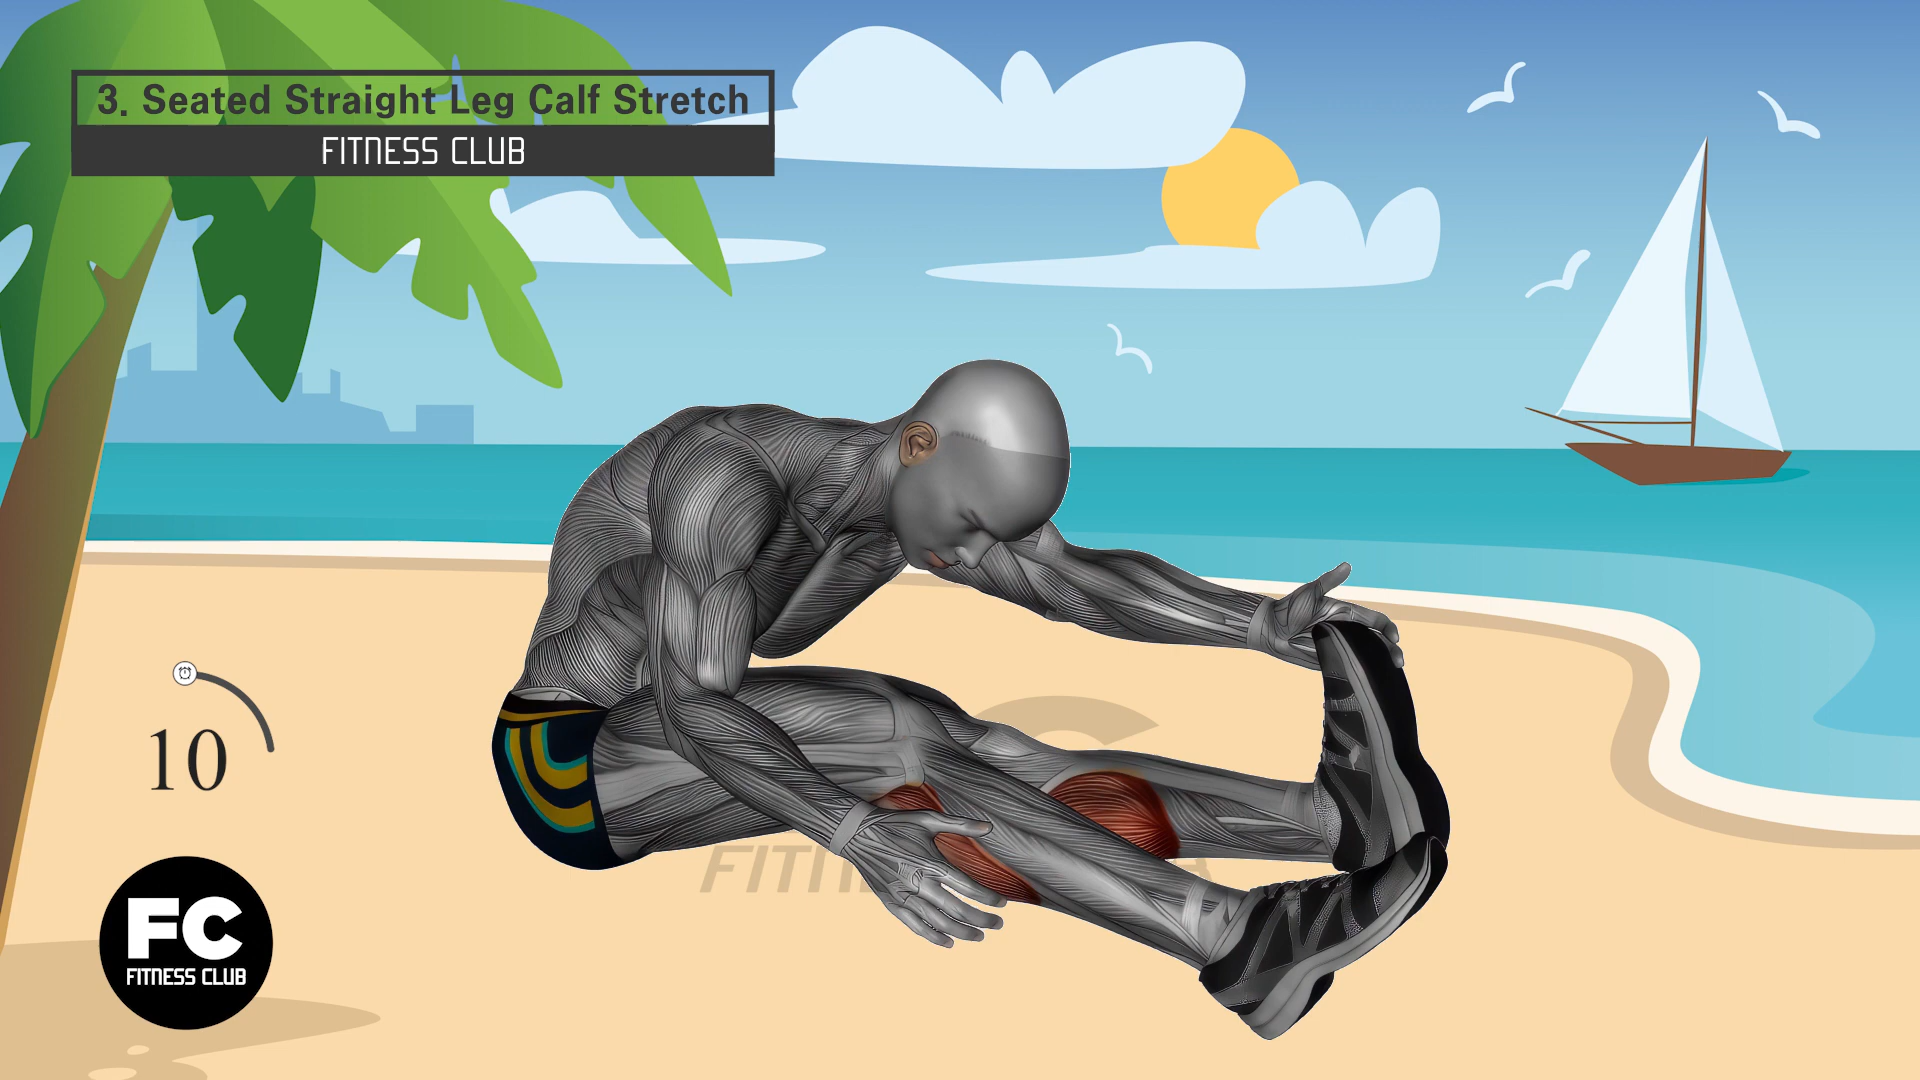 3. Seated Straight Leg Calf Stretch
FITNESS CLUB
10
FC
FITNESS CLUB